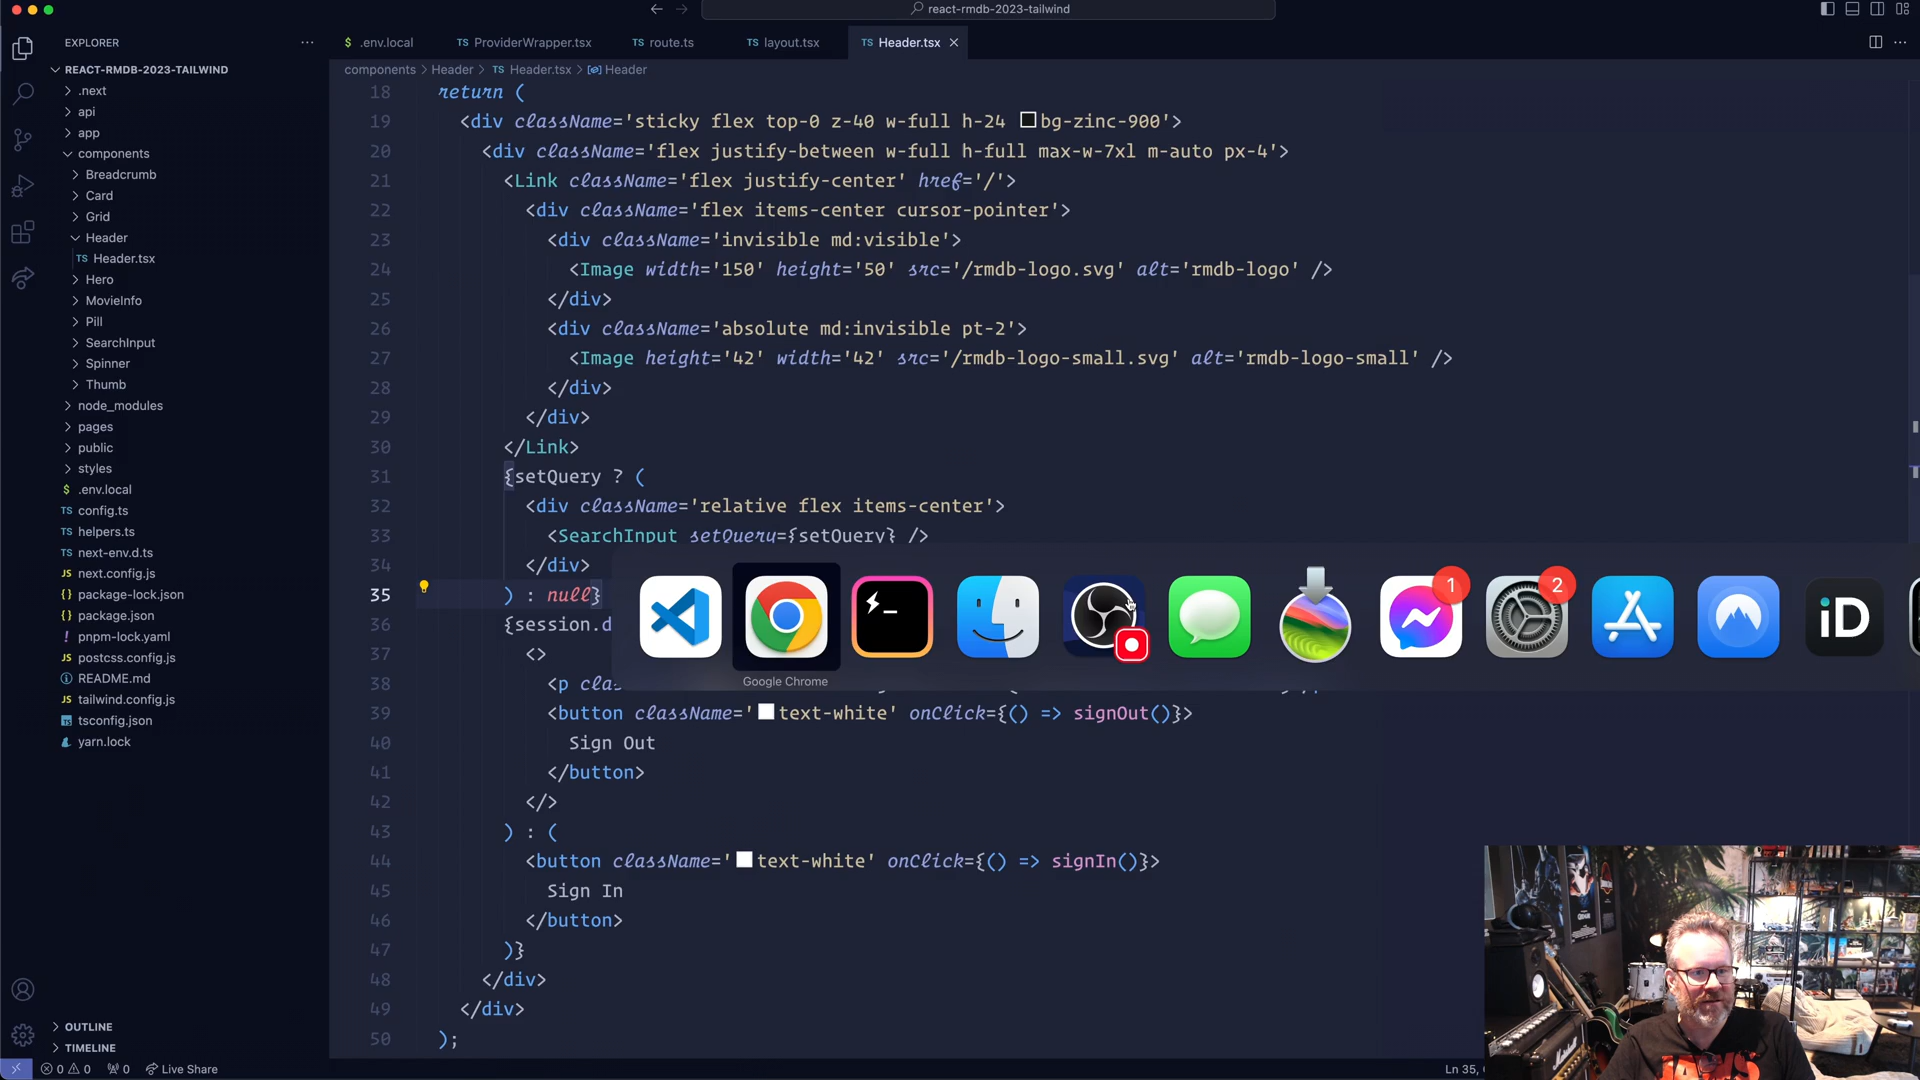 react-rmdb-2023-tailwind
EXPLORER
.env.local
ProviderWrapper.tsx
route.ts
layout.tsx
Header.tsx
REACT-RMDB-2023-TAILWIND
.next
api
app
components
Breadcrumb
Card
Grid
Header
Header.tsx
Hero
MovieInfo
Pill
SearchInput
Spinner
Thumb
node_modules
pages
public
styles
.env.local
config.ts
helpers.ts
next-env.d.ts
next.config.js
package-lock.json
package.json
pnpm-lock.yaml
postcss.config.js
README.md
tailwind.config.js
tsconfig.json
yarn.lock
OUTLINE
TIMELINE
components > Header > TS Header.tsx > Header
18 return (
19 <div className='sticky flex top-0 z-40 w-full h-24 bg-zinc-900'>
20 <div className='flex justify-between w-full h-full max-w-7xl m-auto px-4'>
21 <Link className='flex justify-center' href='/'>
22 <div className='flex items-center cursor-pointer'>
23 <div className='invisible md:visible'>
24 <Image width='150' height='50' src='/rmdb-logo.svg' alt='rmdb-logo' />
25 </div>
26 <div className='absolute md:invisible pt-2'>
27 <Image height='42' width='42' src='/rmdb-logo-small.svg' alt='rmdb-logo-small' />
28 </div>
29 </div>
30 </Link>
31 {setQuery ? (
32 <div className='relative flex items-center'>
33 <SearchInput setQuery={setQuery} />
34 </div>
35 ) : null}
36 {session.d
37 <>
38 <p clas
39 <button className='text-white' onClick={() => signOut()}>
40 Sign Out
41 </button>
42 </>
43 ) : (
44 <button className='text-white' onClick={() => signIn()}>
45 Sign In
46 </button>
47 )}
48 </div>
49 </div>
50 );
1
2
iD
Google Chrome
0 0 0 Live Share
Ln 35,
JAWS